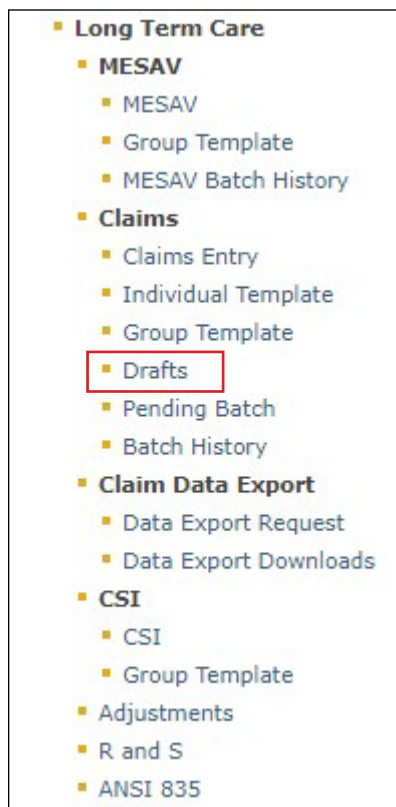 Long Term Care
MESAV
MESAV
Group Template
MESAV Batch History
Claims
Claims Entry
Individual Template
Group Template
Drafts
Pending Batch
Batch History
Claim Data Export
Data Export Request
Data Export Downloads
CSI
CSI
Group Template
Adjustments
R and S
ANSI 835